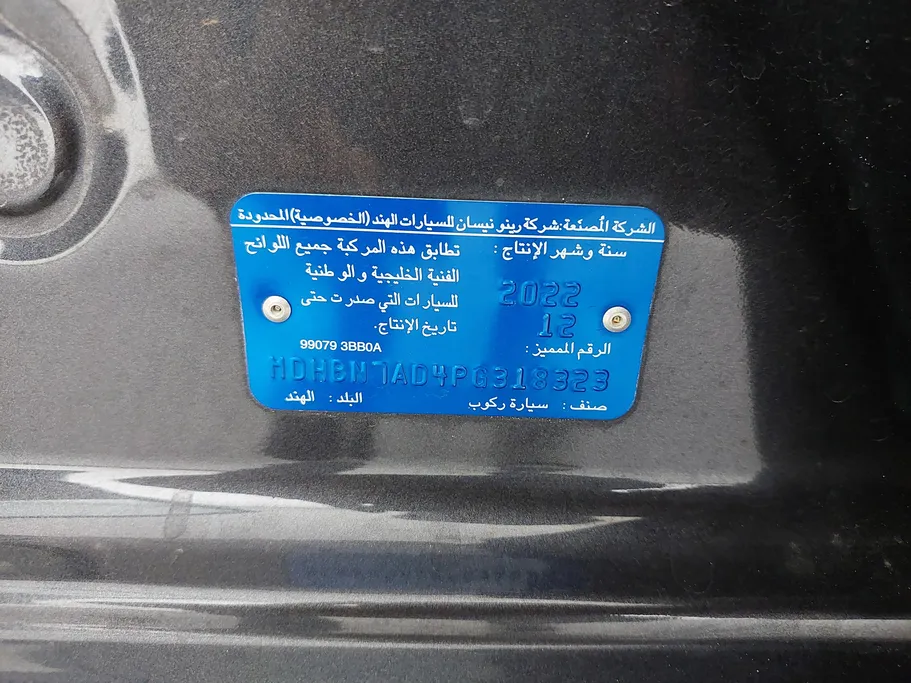 الشركة المُصنّعة: شركة رينو نيسان للسيارات الهند (الخصوصية) المحدودة
سنة وشهر الإنتاج:
2022
12
تطابق هذه المركبة جميع اللوائح
الفنية الخليجية والوطنية
للسيارات التي صدرت حتى
تاريخ الإنتاج.
الرقم المميز: 99079 3BB0A
MDHBN7AD4PG318323
صنف: سيارة ركوب البلد: الهند